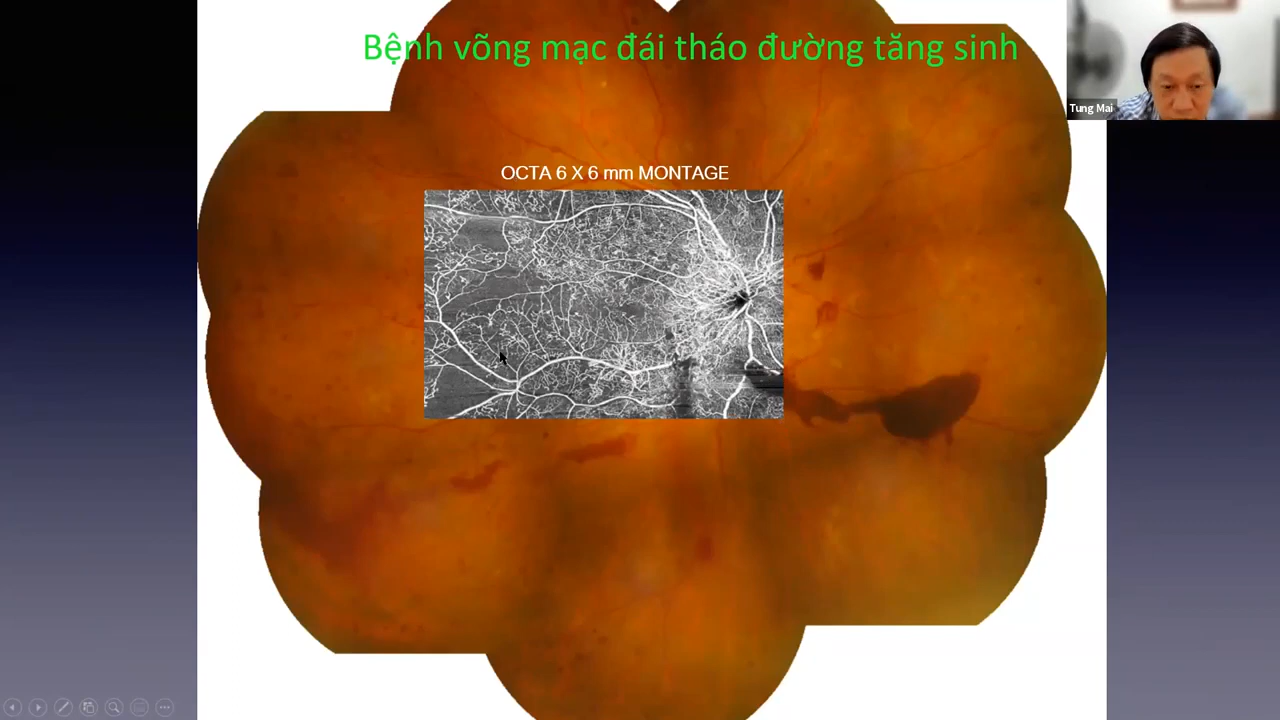 Bệnh võng mạc đái tháo đường tăng sinh
Tung Mai
OCTA 6 X 6 mm MONTAGE